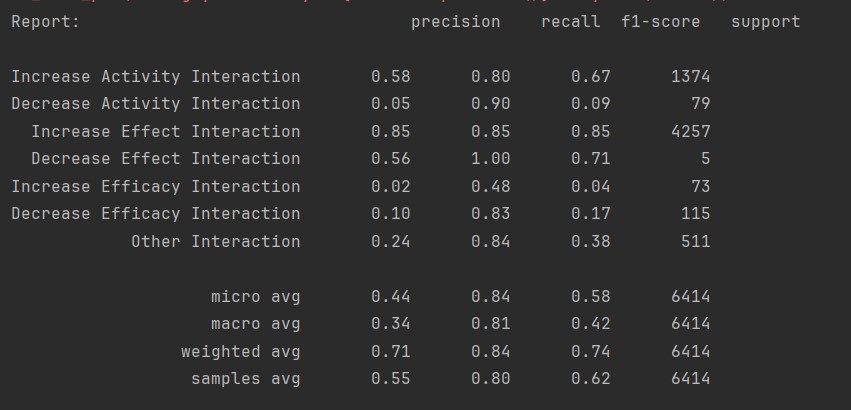 Report: precision recall f1-score support
Increase Activity Interaction 0.58 0.80 0.67 1374
Decrease Activity Interaction 0.05 0.90 0.09 79
Increase Effect Interaction 0.85 0.85 0.85 4257
Decrease Effect Interaction 0.56 1.00 0.71 5
Increase Efficacy Interaction 0.02 0.48 0.04 73
Decrease Efficacy Interaction 0.10 0.83 0.17 115
Other Interaction 0.24 0.84 0.38 511
micro avg 0.44 0.84 0.58 6414
macro avg 0.34 0.81 0.42 6414
weighted avg 0.71 0.84 0.74 6414
samples avg 0.55 0.80 0.62 6414